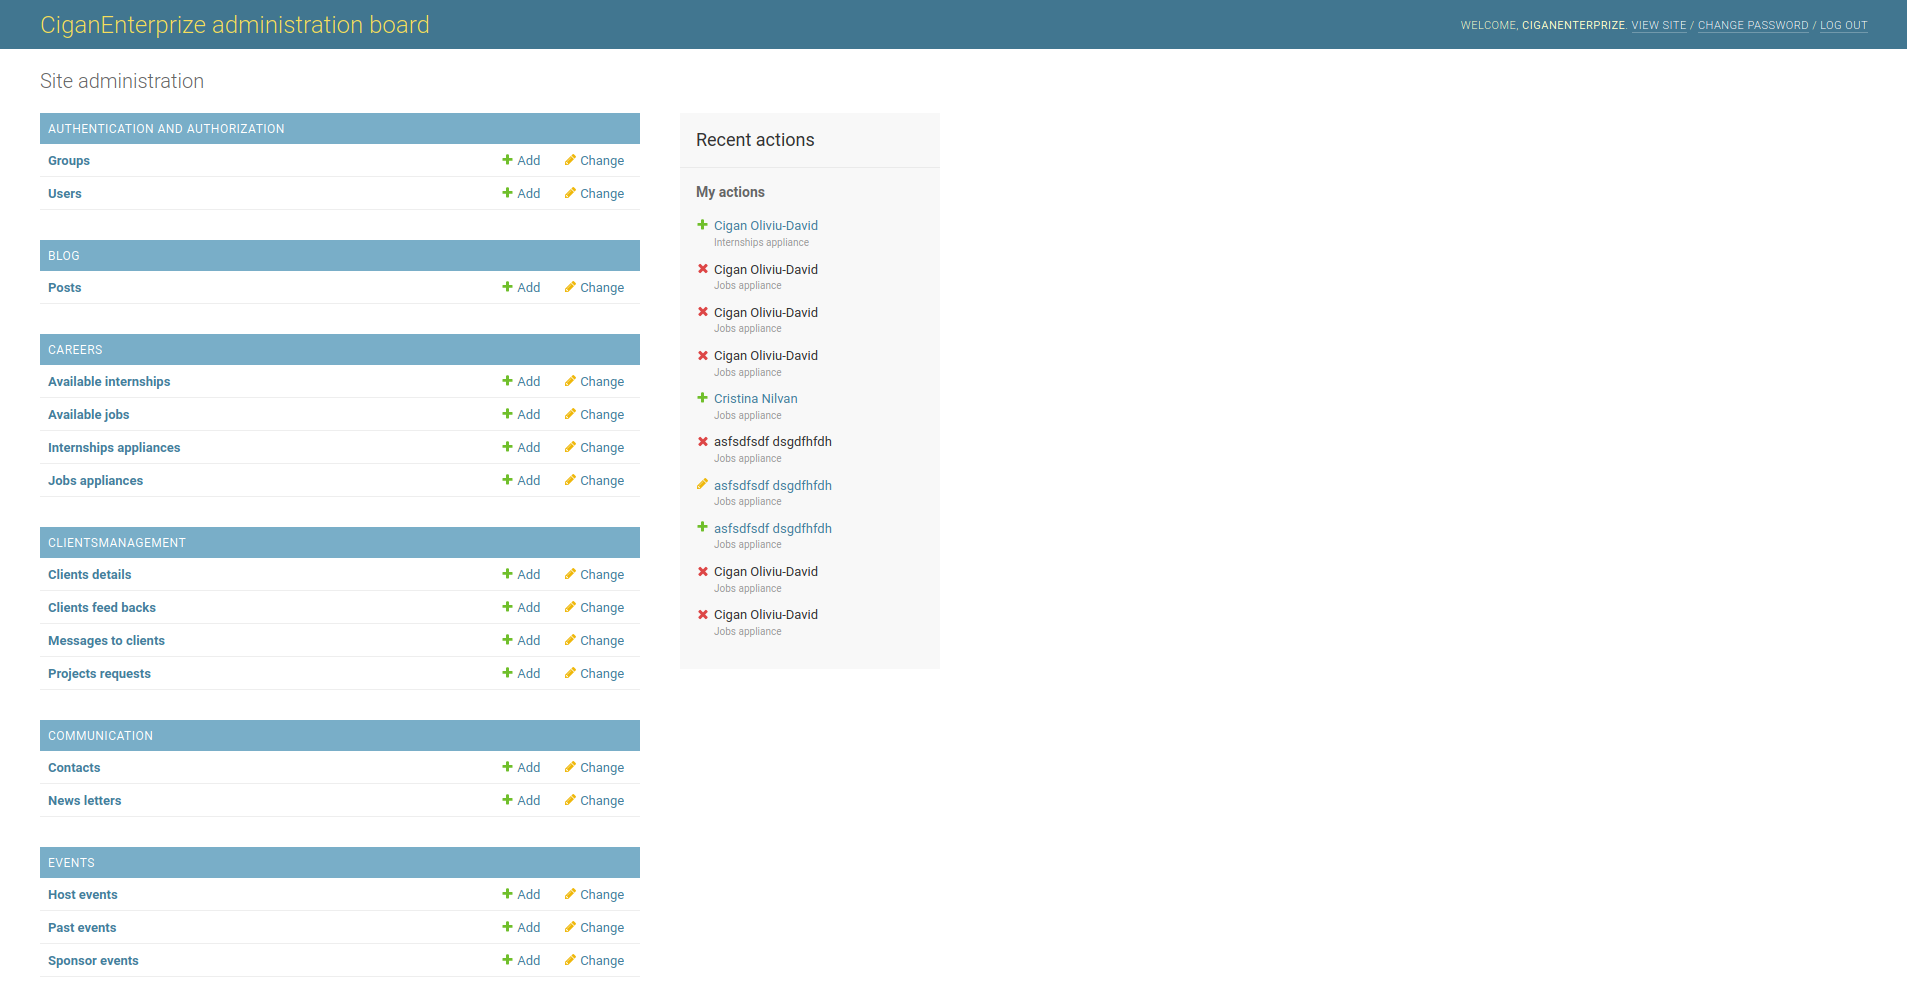 CiganEnterprize administration board
WELCOME, CIGANENTERPRIZE. VIEW SITE / CHANGE PASSWORD / LOG OUT
Site administration
AUTHENTICATION AND AUTHORIZATION
Groups Add Change
Users Add Change
BLOG
Posts Add Change
CAREERS
Available internships Add Change
Available jobs Add Change
Internships appliances Add Change
Jobs appliances Add Change
CLIENTSMANAGEMENT
Clients details Add Change
Clients feed backs Add Change
Messages to clients Add Change
Projects requests Add Change
COMMUNICATION
Contacts Add Change
News letters Add Change
EVENTS
Host events Add Change
Past events Add Change
Sponsor events Add Change
Recent actions
My actions
Cigan Oliviu-David
Internships appliance
Cigan Oliviu-David
Jobs appliance
Cigan Oliviu-David
Jobs appliance
Cigan Oliviu-David
Jobs appliance
Cristina Nilvan
Jobs appliance
asfsdfsdf dsgdfhfdh
Jobs appliance
asfsdfsdf dsgdfhfdh
Jobs appliance
asfsdfsdf dsgdfhfdh
Jobs appliance
Cigan Oliviu-David
Jobs appliance
Cigan Oliviu-David
Jobs appliance